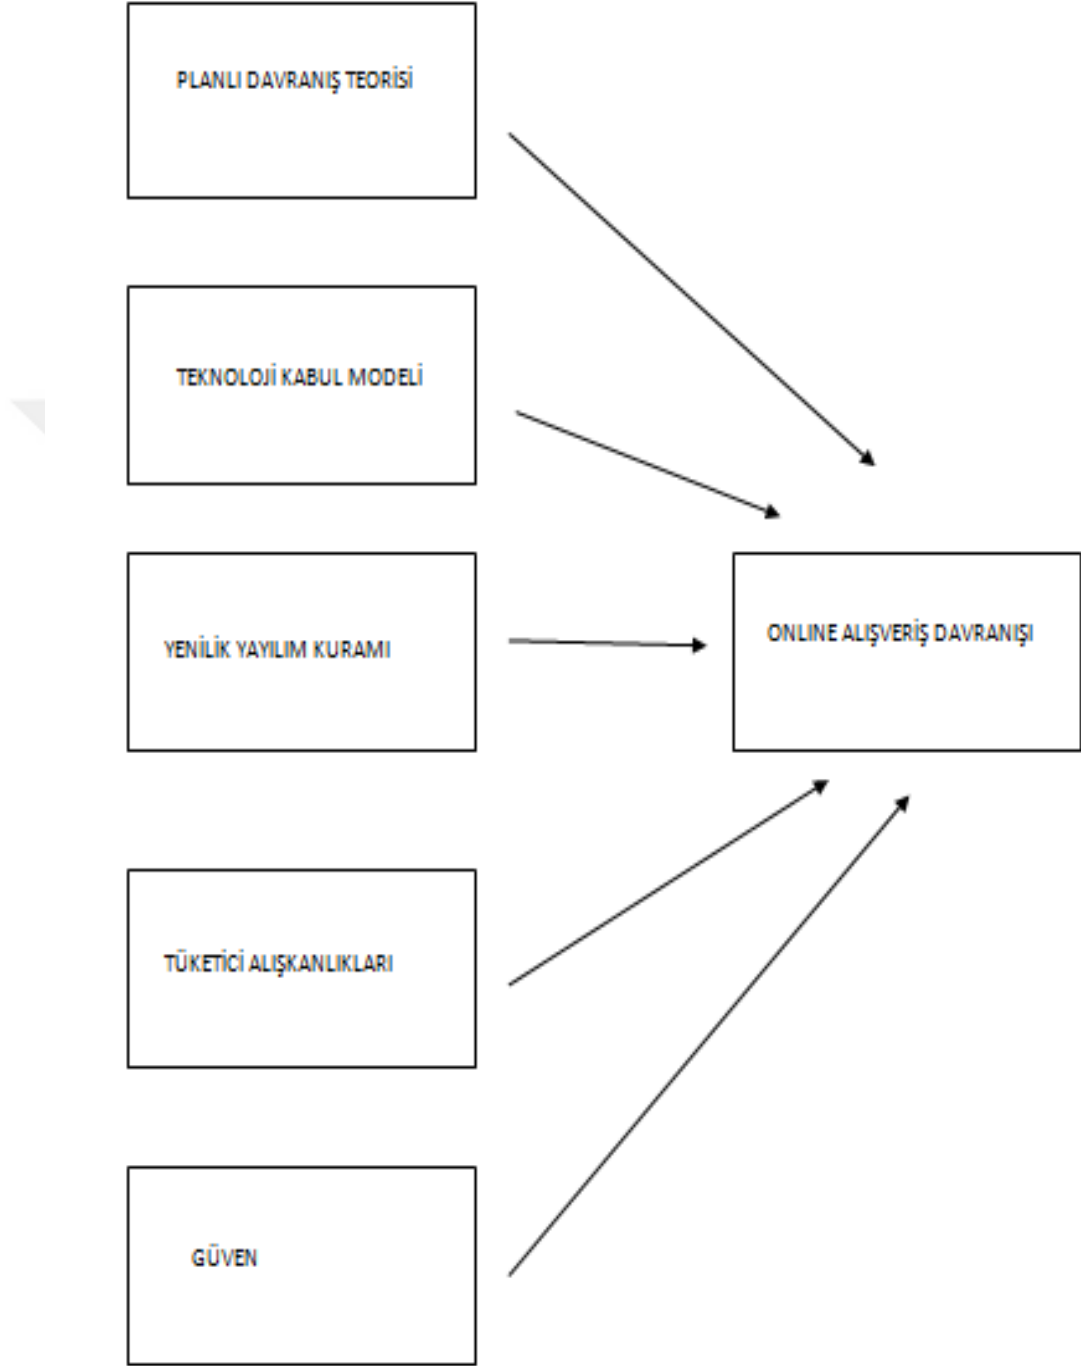 PLANLI DAVRANIŞ TEORİSİ
TEKNOLOJİ KABUL MODELİ
YENİLİK YAYILIM KURAMI
ONLINE ALIŞVERİŞ DAVRANIŞI
TÜKETİCİ ALIŞKANLIKLARI
GÜVEN